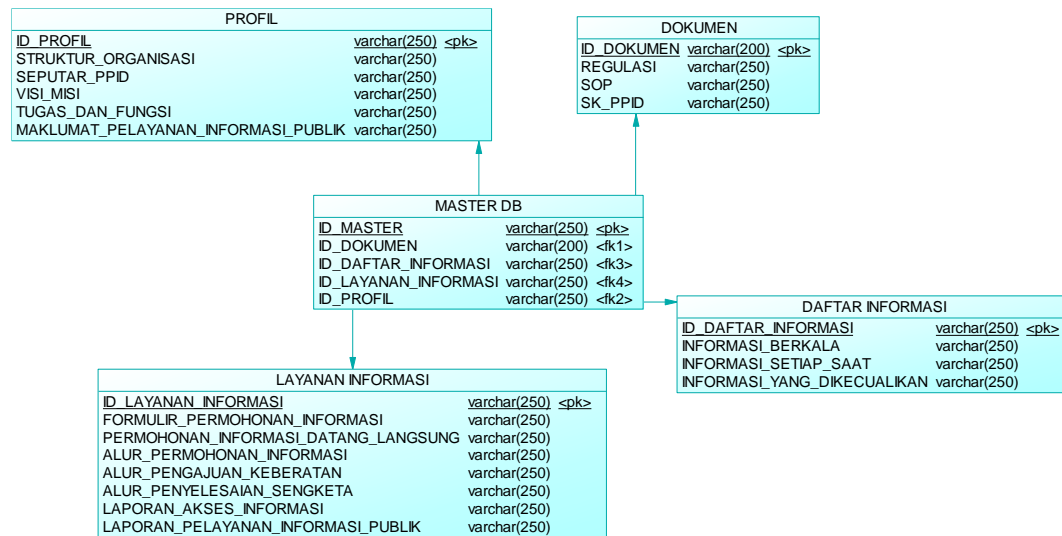 PROFIL
ID_PROFIL varchar(250) <pk>
STRUKTUR_ORGANISASI varchar(250)
SEPUTAR_PPID varchar(250)
VISI_MISI varchar(250)
TUGAS_DAN_FUNGSI varchar(250)
MAKLUMAT_PELAYANAN_INFORMASI_PUBLIK varchar(250)
DOKUMEN
ID_DOKUMEN varchar(200) <pk>
REGULASI varchar(250)
SOP varchar(250)
SK_PPID varchar(250)
MASTER DB
ID_MASTER varchar(250) <pk>
ID_DOKUMEN varchar(200) <fk1>
ID_DAFTAR_INFORMASI varchar(250) <fk3>
ID_LAYANAN_INFORMASI varchar(250) <fk4>
ID_PROFIL varchar(250) <fk2>
DAFTAR INFORMASI
ID_DAFTAR_INFORMASI varchar(250) <pk>
INFORMASI_BERKALA varchar(250)
INFORMASI_SETIAP_SAAT varchar(250)
INFORMASI_YANG_DIKECUALIKAN varchar(250)
LAYANAN INFORMASI
ID_LAYANAN_INFORMASI varchar(250) <pk>
FORMULIR_PERMOHONAN_INFORMASI varchar(250)
PERMOHONAN_INFORMASI_DATANG_LANGSUNG varchar(250)
ALUR_PERMOHONAN_INFORMASI varchar(250)
ALUR_PENGAJUAN_KEBERATAN varchar(250)
ALUR_PENYELESAIAN_SENGKETA varchar(250)
LAPORAN_AKSES_INFORMASI varchar(250)
LAPORAN_PELAYANAN_INFORMASI_PUBLIK varchar(250)